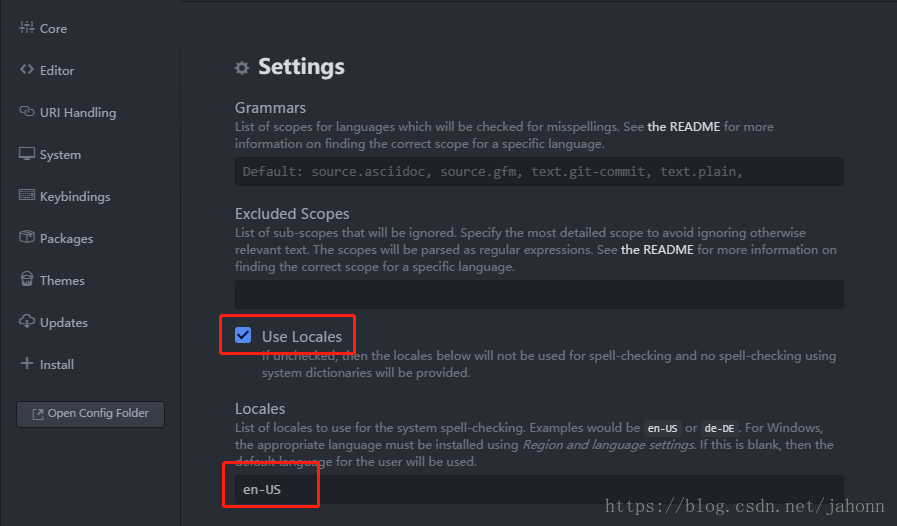 Core
Editor
URI Handling
System
Keybindings
Packages
Themes
Updates
Install
Open Config Folder
Settings
Grammars
List of scopes for languages which will be checked for misspellings. See the README for more
information on finding the correct scope for a specific language.
Default: source.asciidoc, source.gfm, text.git-commit, text.plain,
Excluded Scopes
List of sub-scopes that will be ignored. Specify the most detailed scope to avoid ignoring otherwise
relevant text. The scopes will be parsed as regular expressions. See the README for more information on
finding the correct scope for a specific language.
Use Locales
If unchecked, then the locales below will not be used for spell-checking and no spell-checking using
system dictionaries will be provided.
Locales
List of locales to use for the system spell-checking. Examples would be en-US or de-DE. For Windows,
the appropriate language must be installed using Region and language settings. If this is blank, then the
default language for the user will be used.
en-US
https://blog.csdn.net/jahonn